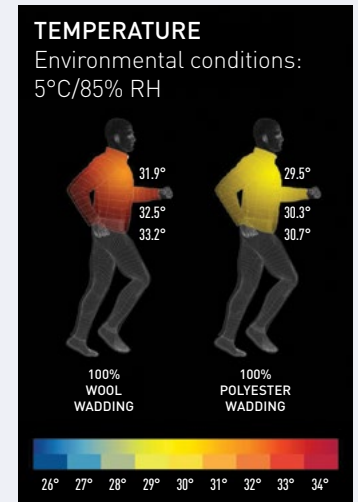 TEMPERATURE
Environmental conditions:
5°C/85% RH
31.9°
32.5°
33.2°
29.5°
30.3°
30.7°
100%
WOOL
WADDING
100%
POLYESTER
WADDING
26° 27° 28° 29° 30° 31° 32° 33° 34°